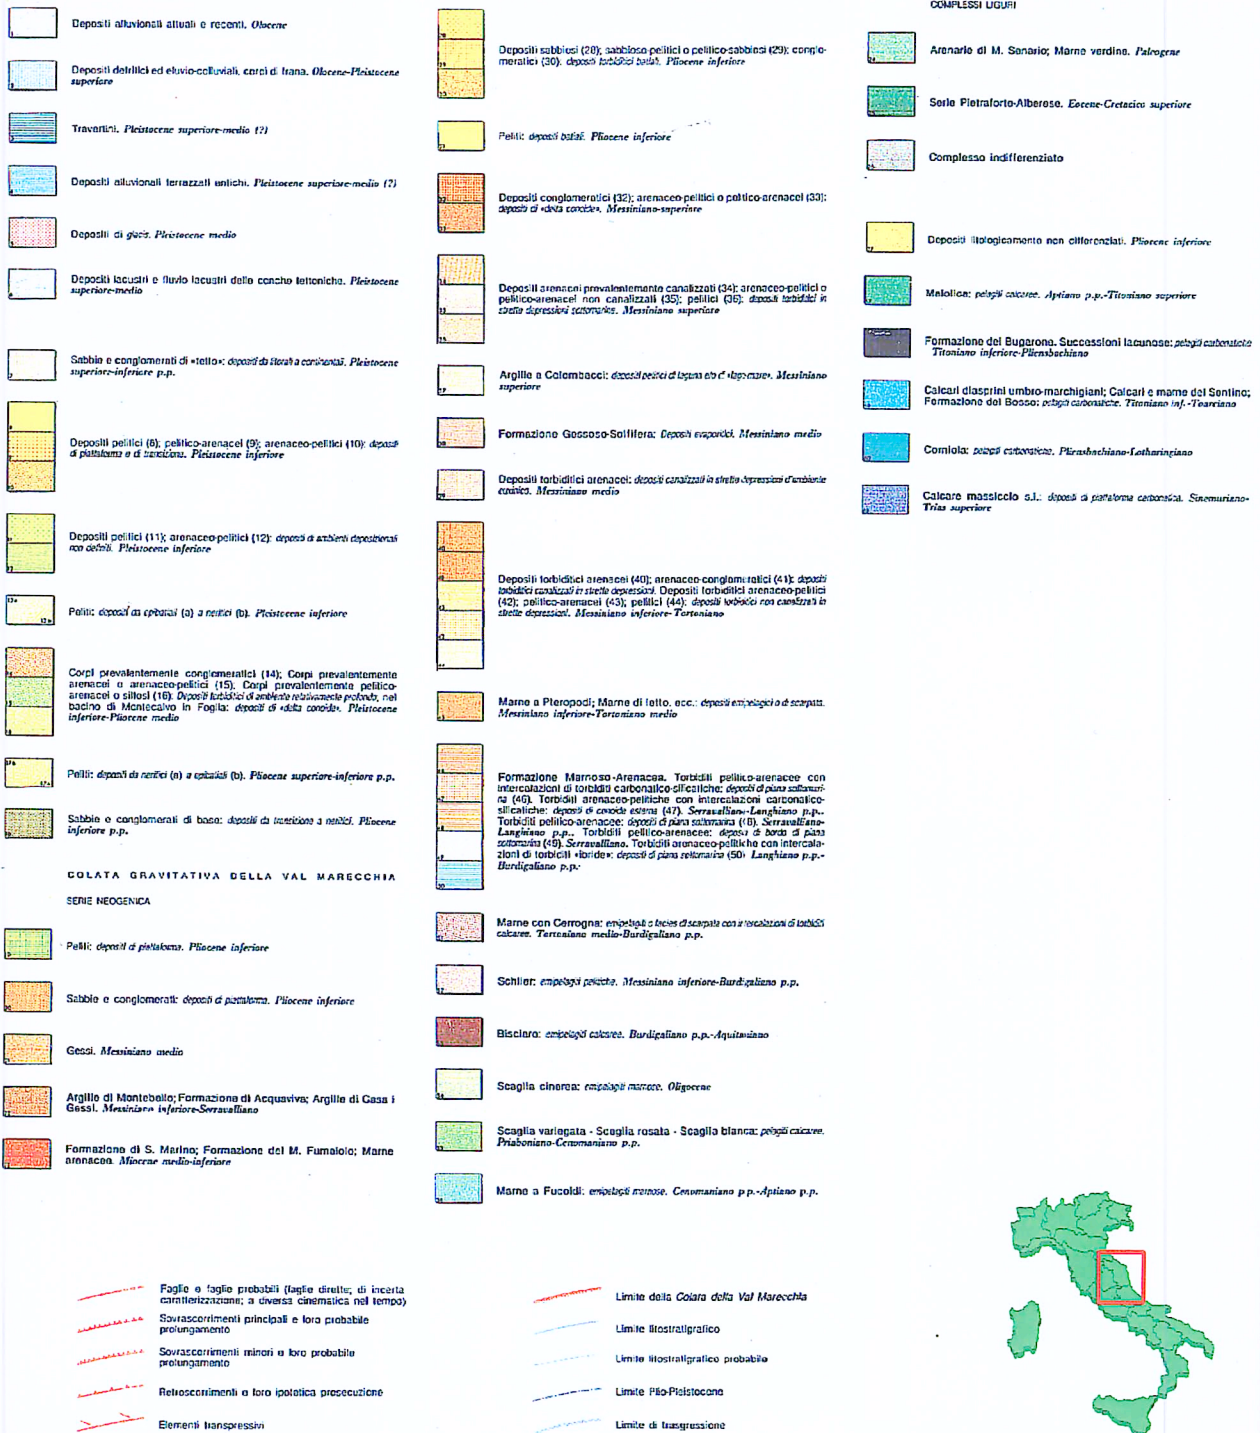 Depositi alluvionali attuali e recenti. Olocene
Depositi detritici ed eluvio-colluviali, corpi di frana. Olocene-Pleistocene
superiore
Travertini. Pleistocene superiore-medio (?)
Depositi alluvionali terrazzati antichi. Pleistocene superiore-medio (?)
Depositi di glacis. Pleistocene medio
Depositi lacustri e fluvio lacustri delle conche tettoniche. Pleistocene
superiore-medio
Sabbie e conglomerati di «tetto»: depositi da litorali a continentali. Pleistocene
superiore-inferiore p.p.
Depositi pelitici (8); pelitico-arenacei (9); arenaceo-pelitici (10): depositi
di piattaforma e di transizione. Pleistocene inferiore
Depositi pelitici (11); arenaceo-pelitici (12): depositi di ambienti deposizionali
non definiti. Pleistocene inferiore
Peliti: depositi da epibatiali (a) a neritici (b). Pleistocene inferiore
Corpi prevalentemente conglomeratici (14); Corpi prevalentemente
arenacei o arenaceo-pelitici (15); Corpi prevalentemente pelitico-
arenacei o siltosi (16): Depositi torbiditici di ambiente relativamente profondo, nel
bacino di Montecalvo in Foglia: depositi di «delta conoide». Pleistocene
inferiore-Pliocene medio
Peliti: depositi da neritici (a) a epibatiali (b). Pliocene superiore-inferiore p.p.
Sabbie e conglomerati di base: depositi da transizione a neritici. Pliocene
inferiore p.p.
COLATA GRAVITATIVA DELLA VAL MARECCHIA
SERIE NEOGENICA
Peliti: depositi di piattaforma. Pliocene inferiore
Sabbie e conglomerati: depositi di piattaforma. Pliocene inferiore
Gessi. Messiniano medio
Argille di Montebello; Formazione di Acquaviva; Argille di Casa i
Gessi. Messiniano inferiore-Serravalliano
Formazione di S. Marino; Formazione del M. Fumaiolo; Marne
arenacee. Miocene medio-inferiore
Depositi sabbiosi (28); sabbioso-pelitici o pelitico-sabbiosi (29); conglo-
meratici (30): depositi torbiditici batiali. Pliocene inferiore
Peliti: depositi batiali. Pliocene inferiore
Depositi conglomeratici (32); arenaceo-pelitici o pelitico-arenacei (33):
depositi di «delta conoide». Messiniano-superiore
Depositi arenacei prevalentemente canalizzati (34); arenaceo-pelitici o
pelitico-arenacei non canalizzati (35); pelitici (36): depositi torbiditici in
strette depressioni sottomarine. Messiniano superiore
Argille a Colombacci: depositi pelitici di laguna e/o di «lago-mare». Messiniano
superiore
Formazione Gessoso-Solfifera: Depositi evaporitici. Messiniano medio
Depositi torbiditici arenacei: depositi canalizzati in strette depressioni d'ambiente
euxinico. Messiniano medio
Depositi torbiditici arenacei (40); arenaceo-conglomeratici (41): depositi
torbiditici canalizzati in strette depressioni. Depositi torbiditici arenaceo-pelitici
(42); pelitico-arenacei (43); pelitici (44): depositi torbiditici non canalizzati in
strette depressioni. Messiniano inferiore-Tortoniano
Marne a Pteropodi; Marne di letto, ecc.: depositi emipelagici o di scarpata.
Messiniano inferiore-Tortoniano medio
Formazione Marnoso-Arenacea. Torbiditi pelitico-arenacee con
intercalazioni di torbiditi carbonatico-silicatiche: depositi di piana sottomari-
na (46). Torbiditi arenaceo-pelitiche con intercalazioni carbonatico-
silicatiche: depositi di conoide esterna (47). Serravalliano-Langhiano p.p..
Torbiditi pelitico-arenacee: depositi di piana sottomarina (48). Serravalliano-
Langhiano p.p.. Torbiditi pelitico-arenacee: deposita di bordo di piana
sottomarina (49). Serravalliano. Torbiditi arenaceo-pelitiche con intercala-
zioni di torbiditi «ibride»: depositi di piana sottomarina (50). Langhiano p.p.-
Burdigaliano p.p.
Marne con Cerrogna: emipelagiti o facies di scarpata con intercalazioni di torbiditi
calcaree. Tortoniano medio-Burdigaliano p.p.
Schlier: emipelagiti pelitiche. Messiniano inferiore-Burdigaliano p.p.
Bisciaro: emipelagiti calcaree. Burdigaliano p.p.-Aquitaniano
Scaglia cinerea: emipelagiti marnose. Oligocene
Scaglia variegata - Scaglia rosata - Scaglia bianca: pelagiti calcaree.
Priaboniano-Cenomaniano p.p.
Marne a Fucoidi: emipelagiti marnose. Cenomaniano p.p.-Aptiano p.p.
COMPLESSI LIGURI
Arenarie di M. Senario; Marne verdine. Paleogene
Serie Pietraforte-Alberese. Eocene-Cretacico superiore
Complesso indifferenziato
Depositi litologicamente non differenziati. Pliocene inferiore
Maiolica: pelagiti calcaree. Aptiano p.p.-Titoniano superiore
Formazione del Bugarone. Successioni lacunose: pelagiti carbonatiche
Titoniano inferiore-Pliensbachiano
Calcari diasprini umbro-marchigiani; Calcari e marne del Sentino;
Formazione del Bosso: pelagiti carbonatiche. Titoniano inf.-Toarciano
Corniola: pelagiti carbonatiche. Pliensbachiano-Lotharingiano
Calcare massiccio s.l.: depositi di piattaforma carbonatica. Sinemuriano-
Trias superiore
Faglie e faglie probabili (faglie dirette; di incerta
caratterizzazione; a diversa cinematica nel tempo)
Sovrascorrimenti principali e loro probabile
prolungamento
Sovrascorrimenti minori e loro probabile
prolungamento
Retroscorrimenti e loro ipotetica prosecuzione
Elementi transpressivi
Limite della Colata della Val Marecchia
Limite litostratigrafico
Limite litostratigrafico probabile
Limite Plio-Pleistocene
Limite di trasgressione